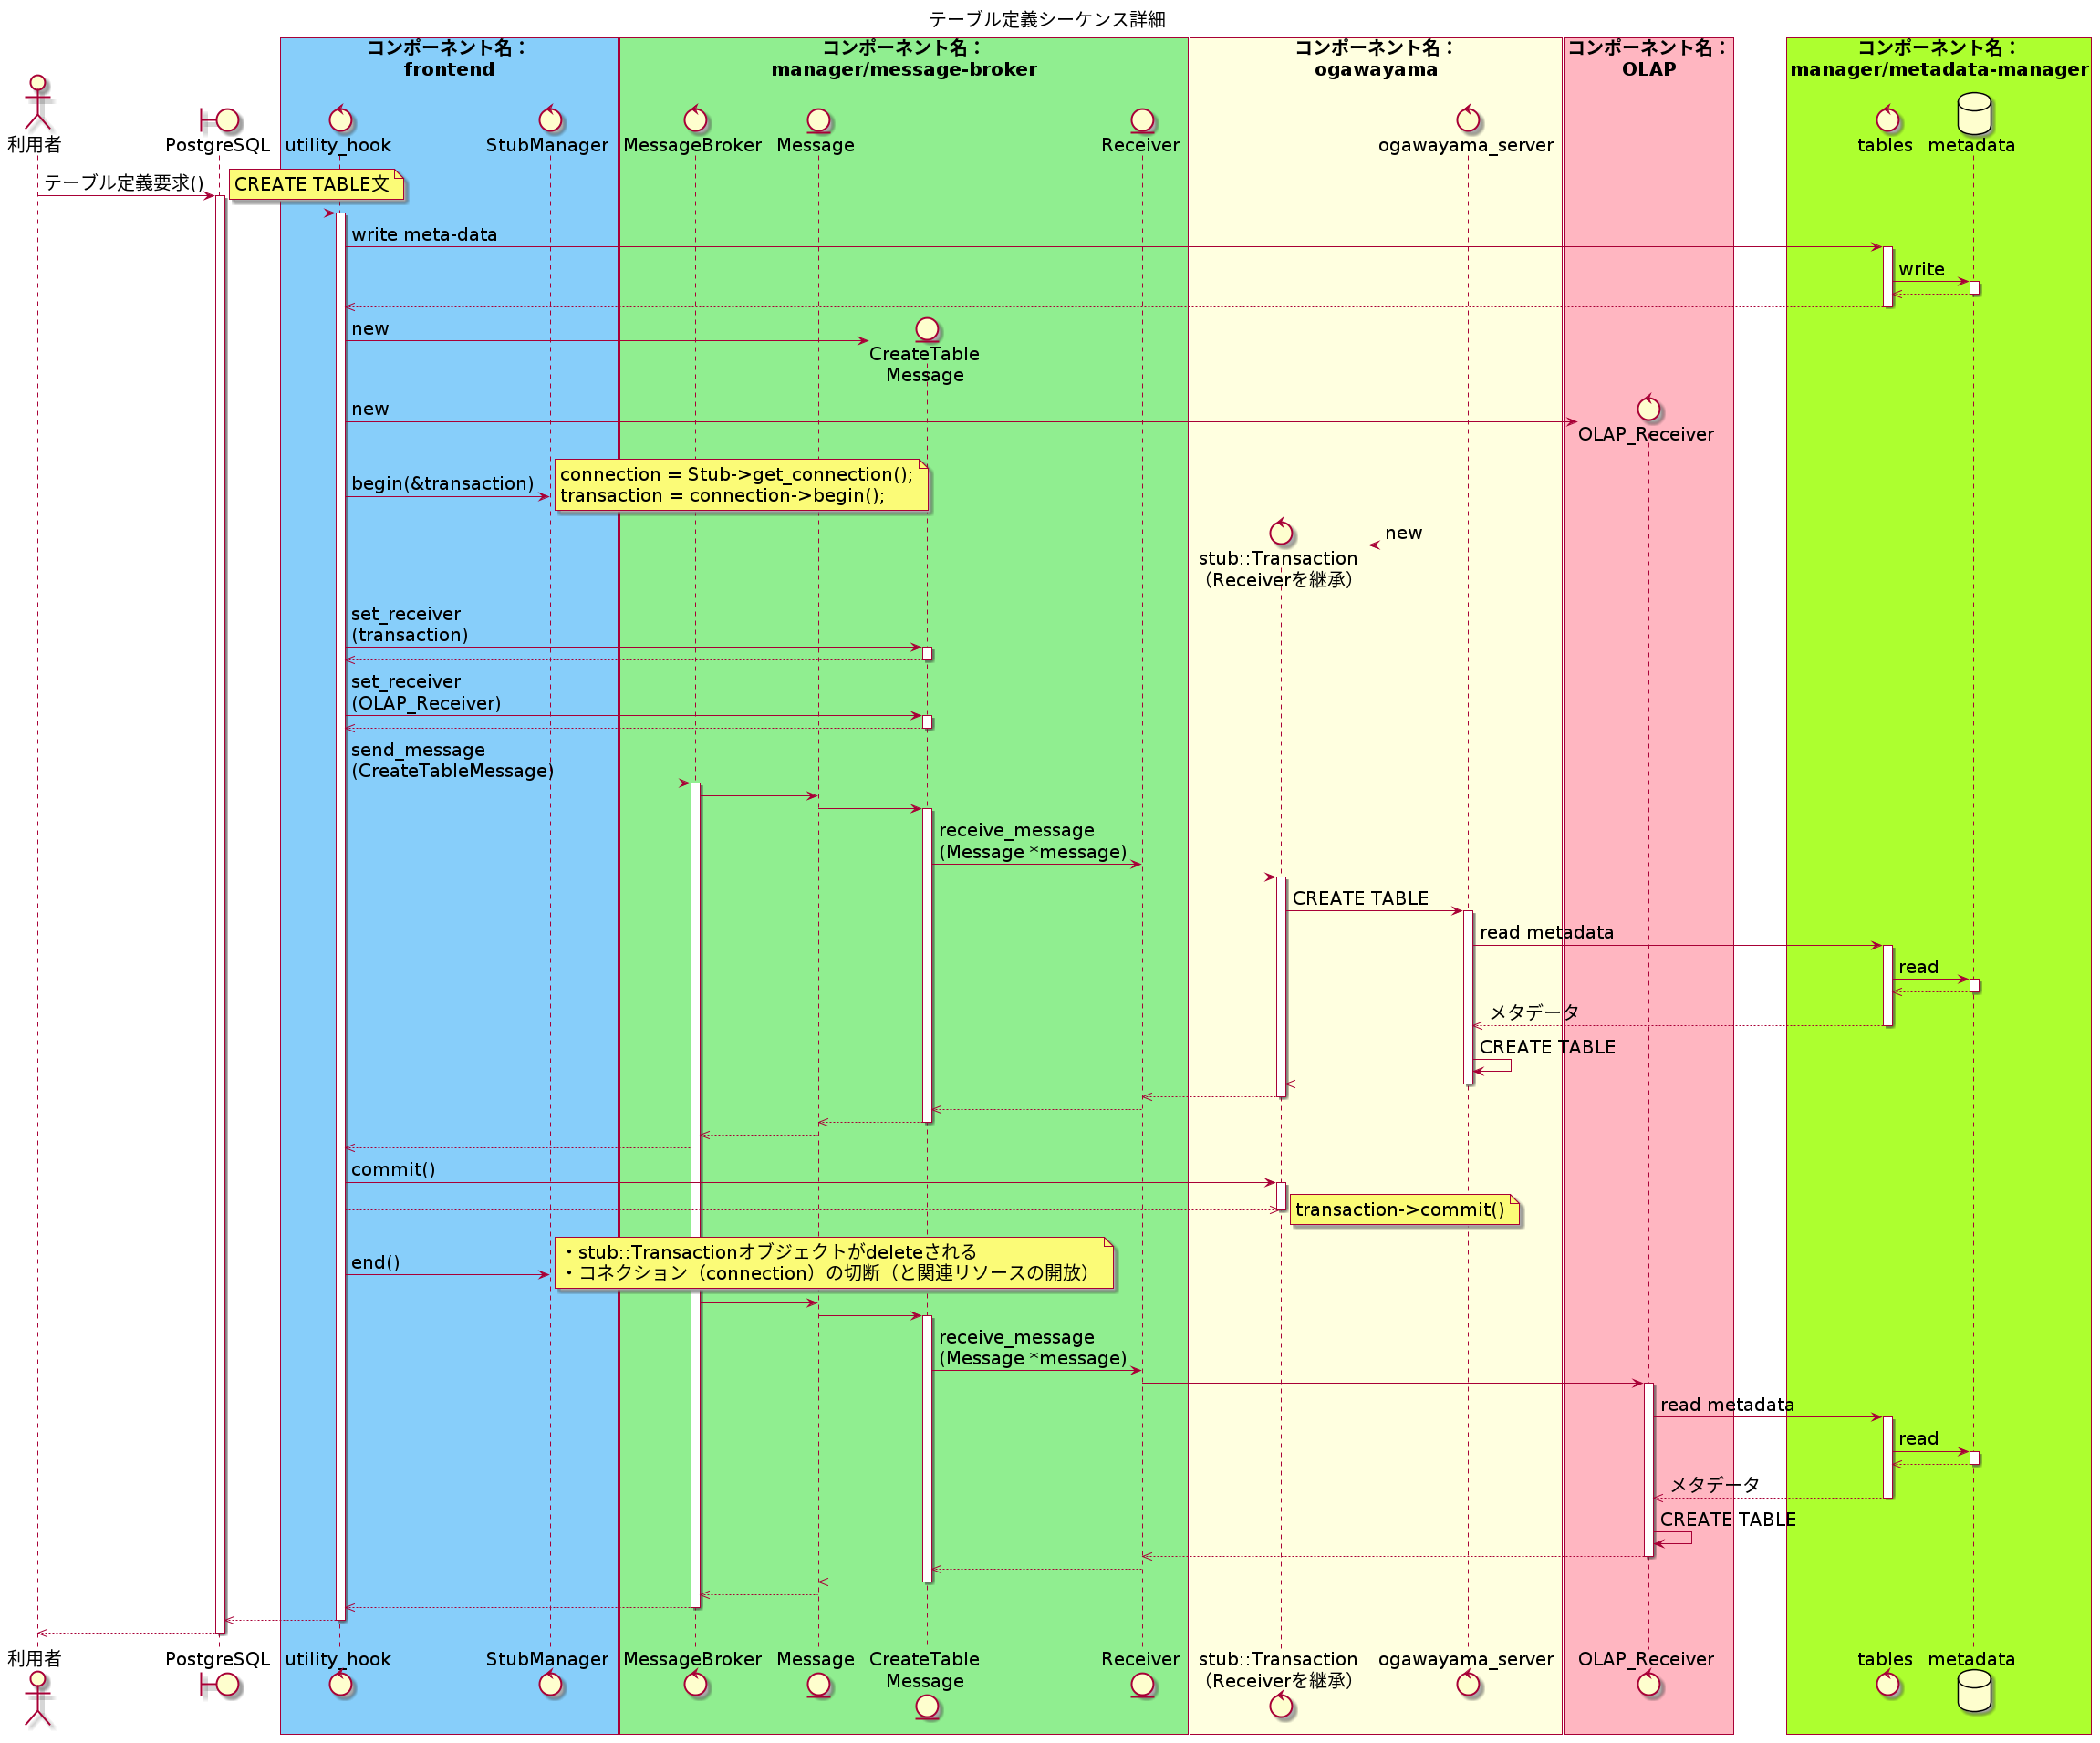 テーブル定義シーケンス詳細
コンポーネント名：
frontend
コンポーネント名：
manager/message-broker
コンポーネント名：
ogawayama
コンポーネント名：
OLAP
コンポーネント名：
manager/metadata-manager
利用者
PostgreSQL
utility_hook
StubManager
MessageBroker
Message
Receiver
ogawayama_server
tables
metadata
テーブル定義要求()
CREATE TABLE文
write meta-data
write
new
CreateTable
Message
new
OLAP_Receiver
begin(&transaction)
connection = Stub->get_connection();
transaction = connection->begin();
new
stub::Transaction
（Receiverを継承）
set_receiver
(transaction)
set_receiver
(OLAP_Receiver)
send_message
(CreateTableMessage)
receive_message
(Message *message)
CREATE TABLE
read metadata
read
メタデータ
CREATE TABLE
commit()
transaction->commit()
end()
・stub::Transactionオブジェクトがdeleteされる
・コネクション（connection）の切断（と関連リソースの開放）
receive_message
(Message *message)
read metadata
read
メタデータ
CREATE TABLE
利用者
PostgreSQL
utility_hook
StubManager
MessageBroker
Message
CreateTable
Message
Receiver
stub::Transaction
（Receiverを継承）
ogawayama_server
OLAP_Receiver
tables
metadata